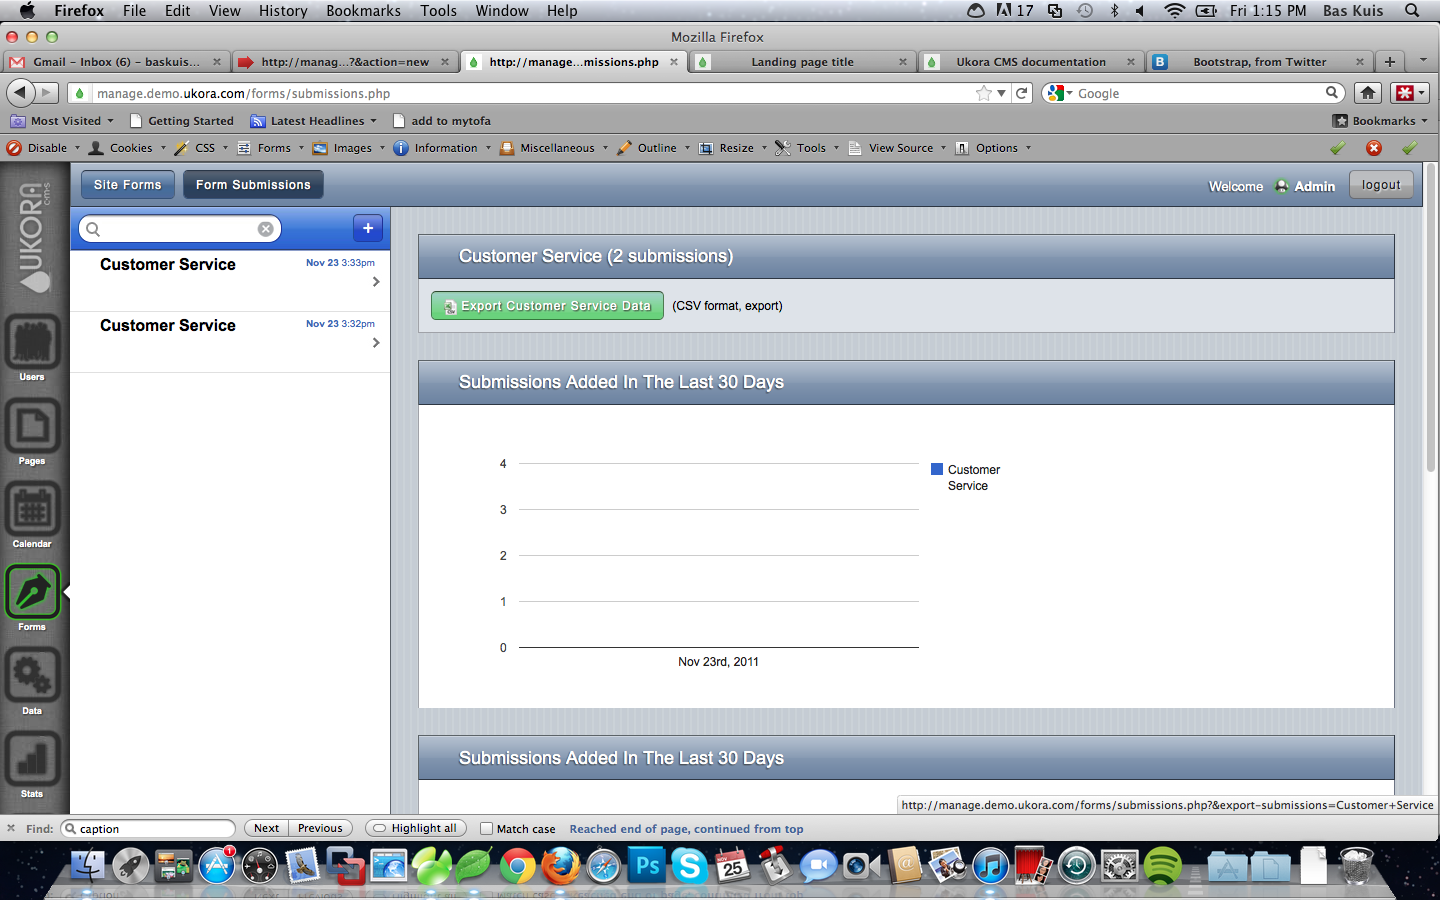 Firefox File Edit View History Bookmarks Tools Window Help 17 Fri 1:15 PM Bas Kuis
Mozilla Firefox
Gmail – Inbox (6) – baskuis... http://manag...?&action=new http://manage...missions.php Landing page title Ukora CMS documentation Bootstrap, from Twitter
manage.demo.ukora.com/forms/submissions.php Google
Most Visited Getting Started Latest Headlines add to mytofa Bookmarks
Disable Cookies CSS Forms Images Information Miscellaneous Outline Resize Tools View Source Options
UKORA
c-m-s
Site Forms Form Submissions Welcome Admin logout
Customer Service Nov 23 3:33pm
Customer Service Nov 23 3:32pm
Users
Pages
Calendar
Forms
Data
Stats
Customer Service (2 submissions)
Export Customer Service Data (CSV format, export)
Submissions Added In The Last 30 Days
4
3
2
1
0
Nov 23rd, 2011
Customer
Service
Submissions Added In The Last 30 Days
http://manage.demo.ukora.com/forms/submissions.php?&export-submissions=Customer+Service
Find: caption Next Previous Highlight all Match case Reached end of page, continued from top
1
Ps
NOV
25